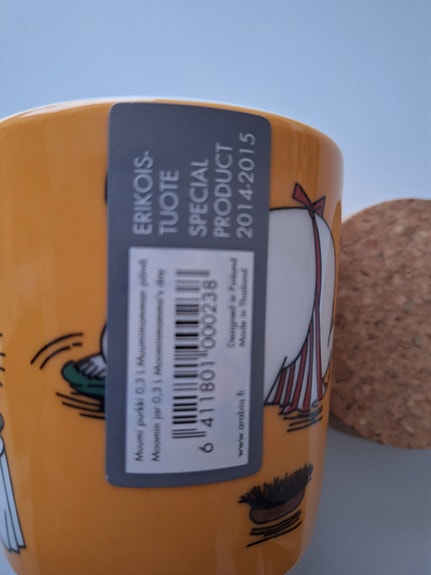 ERIKOIS-
TUOTE
SPECIAL
PRODUCT
2014-2015
Muumi purkki 0,3 l Muumimamman päivä
Moomin jar 0,3 l Moominmamma's day
6 411801 000238
Designed in Finland
Made in Thailand
www.arabia.fi